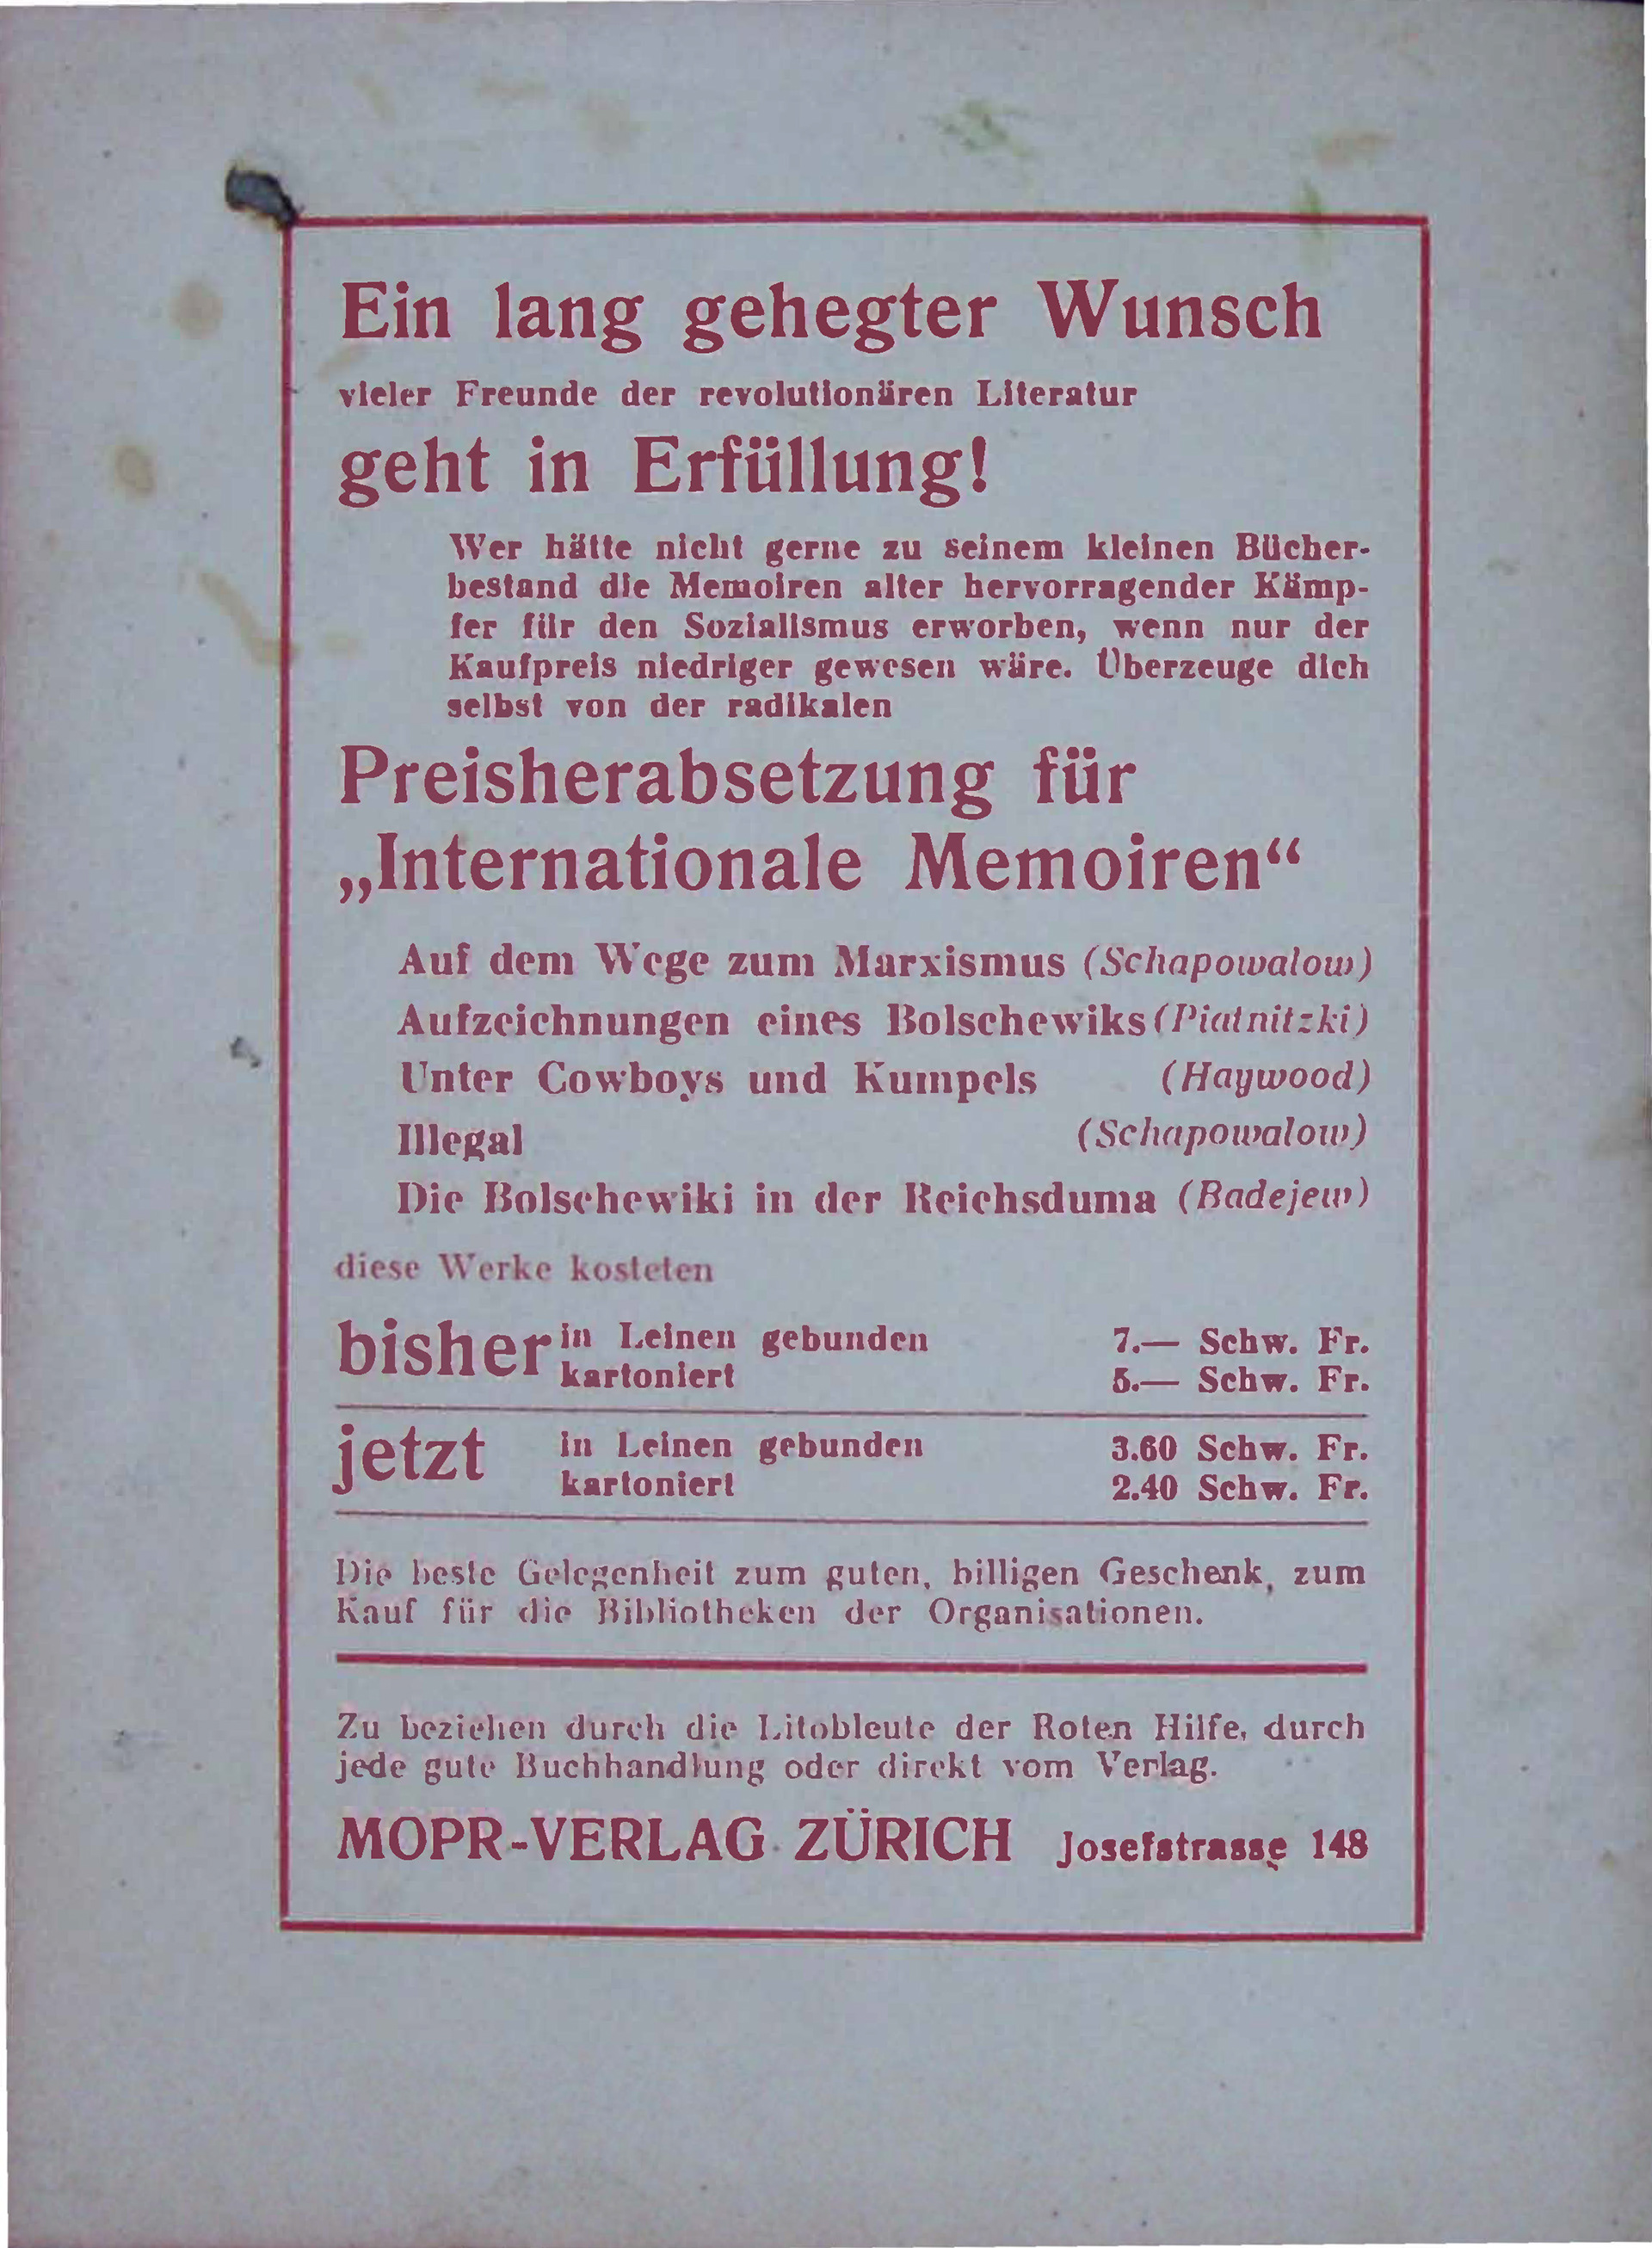 Ein lang gehegter Wunsch
vieler Freunde der revolutionären Literatur
geht in Erfüllung!
Wer hätte nicht gerne zu seinem kleinen Bücher-
bestand die Memoiren alter hervorragender Kämp-
fer für den Sozialismus erworben, wenn nur der
Kaufpreis niedriger gewesen wäre. Überzeuge dich
selbst von der radikalen
Preisherabsetzung für
„Internationale Memoiren“
Auf dem Wege zum Marxismus (Schapowalow)
Aufzeichnungen eines Bolschewiks (Piatnitzki)
Unter Cowboys und Kumpels (Haywood)
Illegal (Schapowalow)
Die Bolschewiki in der Reichsduma (Badejew)
diese Werke kosteten
bisher in Leinen gebunden 7.— Schw. Fr.
kartoniert 5.— Schw. Fr.
jetzt in Leinen gebunden 3.60 Schw. Fr.
kartoniert 2.40 Schw. Fr.
Die beste Gelegenheit zum guten, billigen Geschenk, zum
Kauf für die Bibliotheken der Organisationen.
Zu beziehen durch die Litobleute der Roten Hilfe, durch
jede gute Buchhandlung oder direkt vom Verlag.
MOPR-VERLAG ZÜRICH Josefstrasse 148